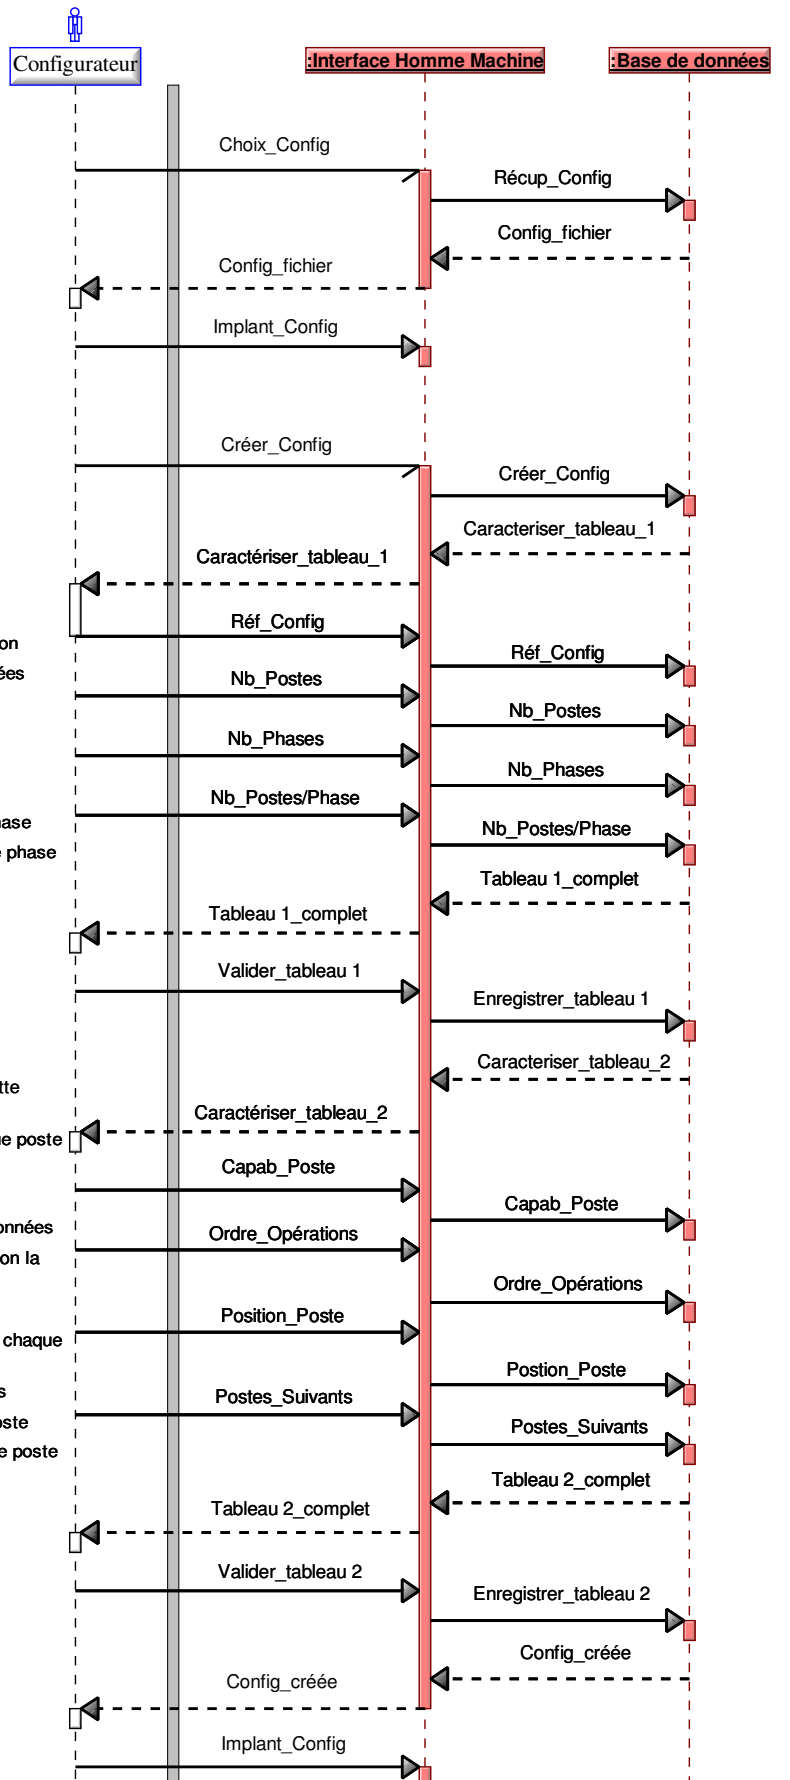 Configurateur
:Interface Homme Machine
:Base de données
Choix_Config
Récup_Config
Config_fichier
Config_fichier
Implant_Config
Créer_Config
Créer_Config
Caracteriser_tableau_1
Caractériser_tableau_1
Réf_Config
on
Réf_Config
ées
Nb_Postes
Nb_Postes
Nb_Phases
Nb_Phases
Nb_Postes/Phase
ase
Nb_Postes/Phase
phase
Tableau 1_complet
Tableau 1_complet
Valider_tableau 1
Enregistrer_tableau 1
Caracteriser_tableau_2
tte
Caractériser_tableau_2
e poste
Capab_Poste
Capab_Poste
onnées
Ordre_Opérations
on la
Ordre_Opérations
Position_Poste
chaque
Postion_Poste
s
Postes_Suivants
oste
Postes_Suivants
e poste
Tableau 2_complet
Tableau 2_complet
Valider_tableau 2
Enregistrer_tableau 2
Config_créée
Config_créée
Implant_Config